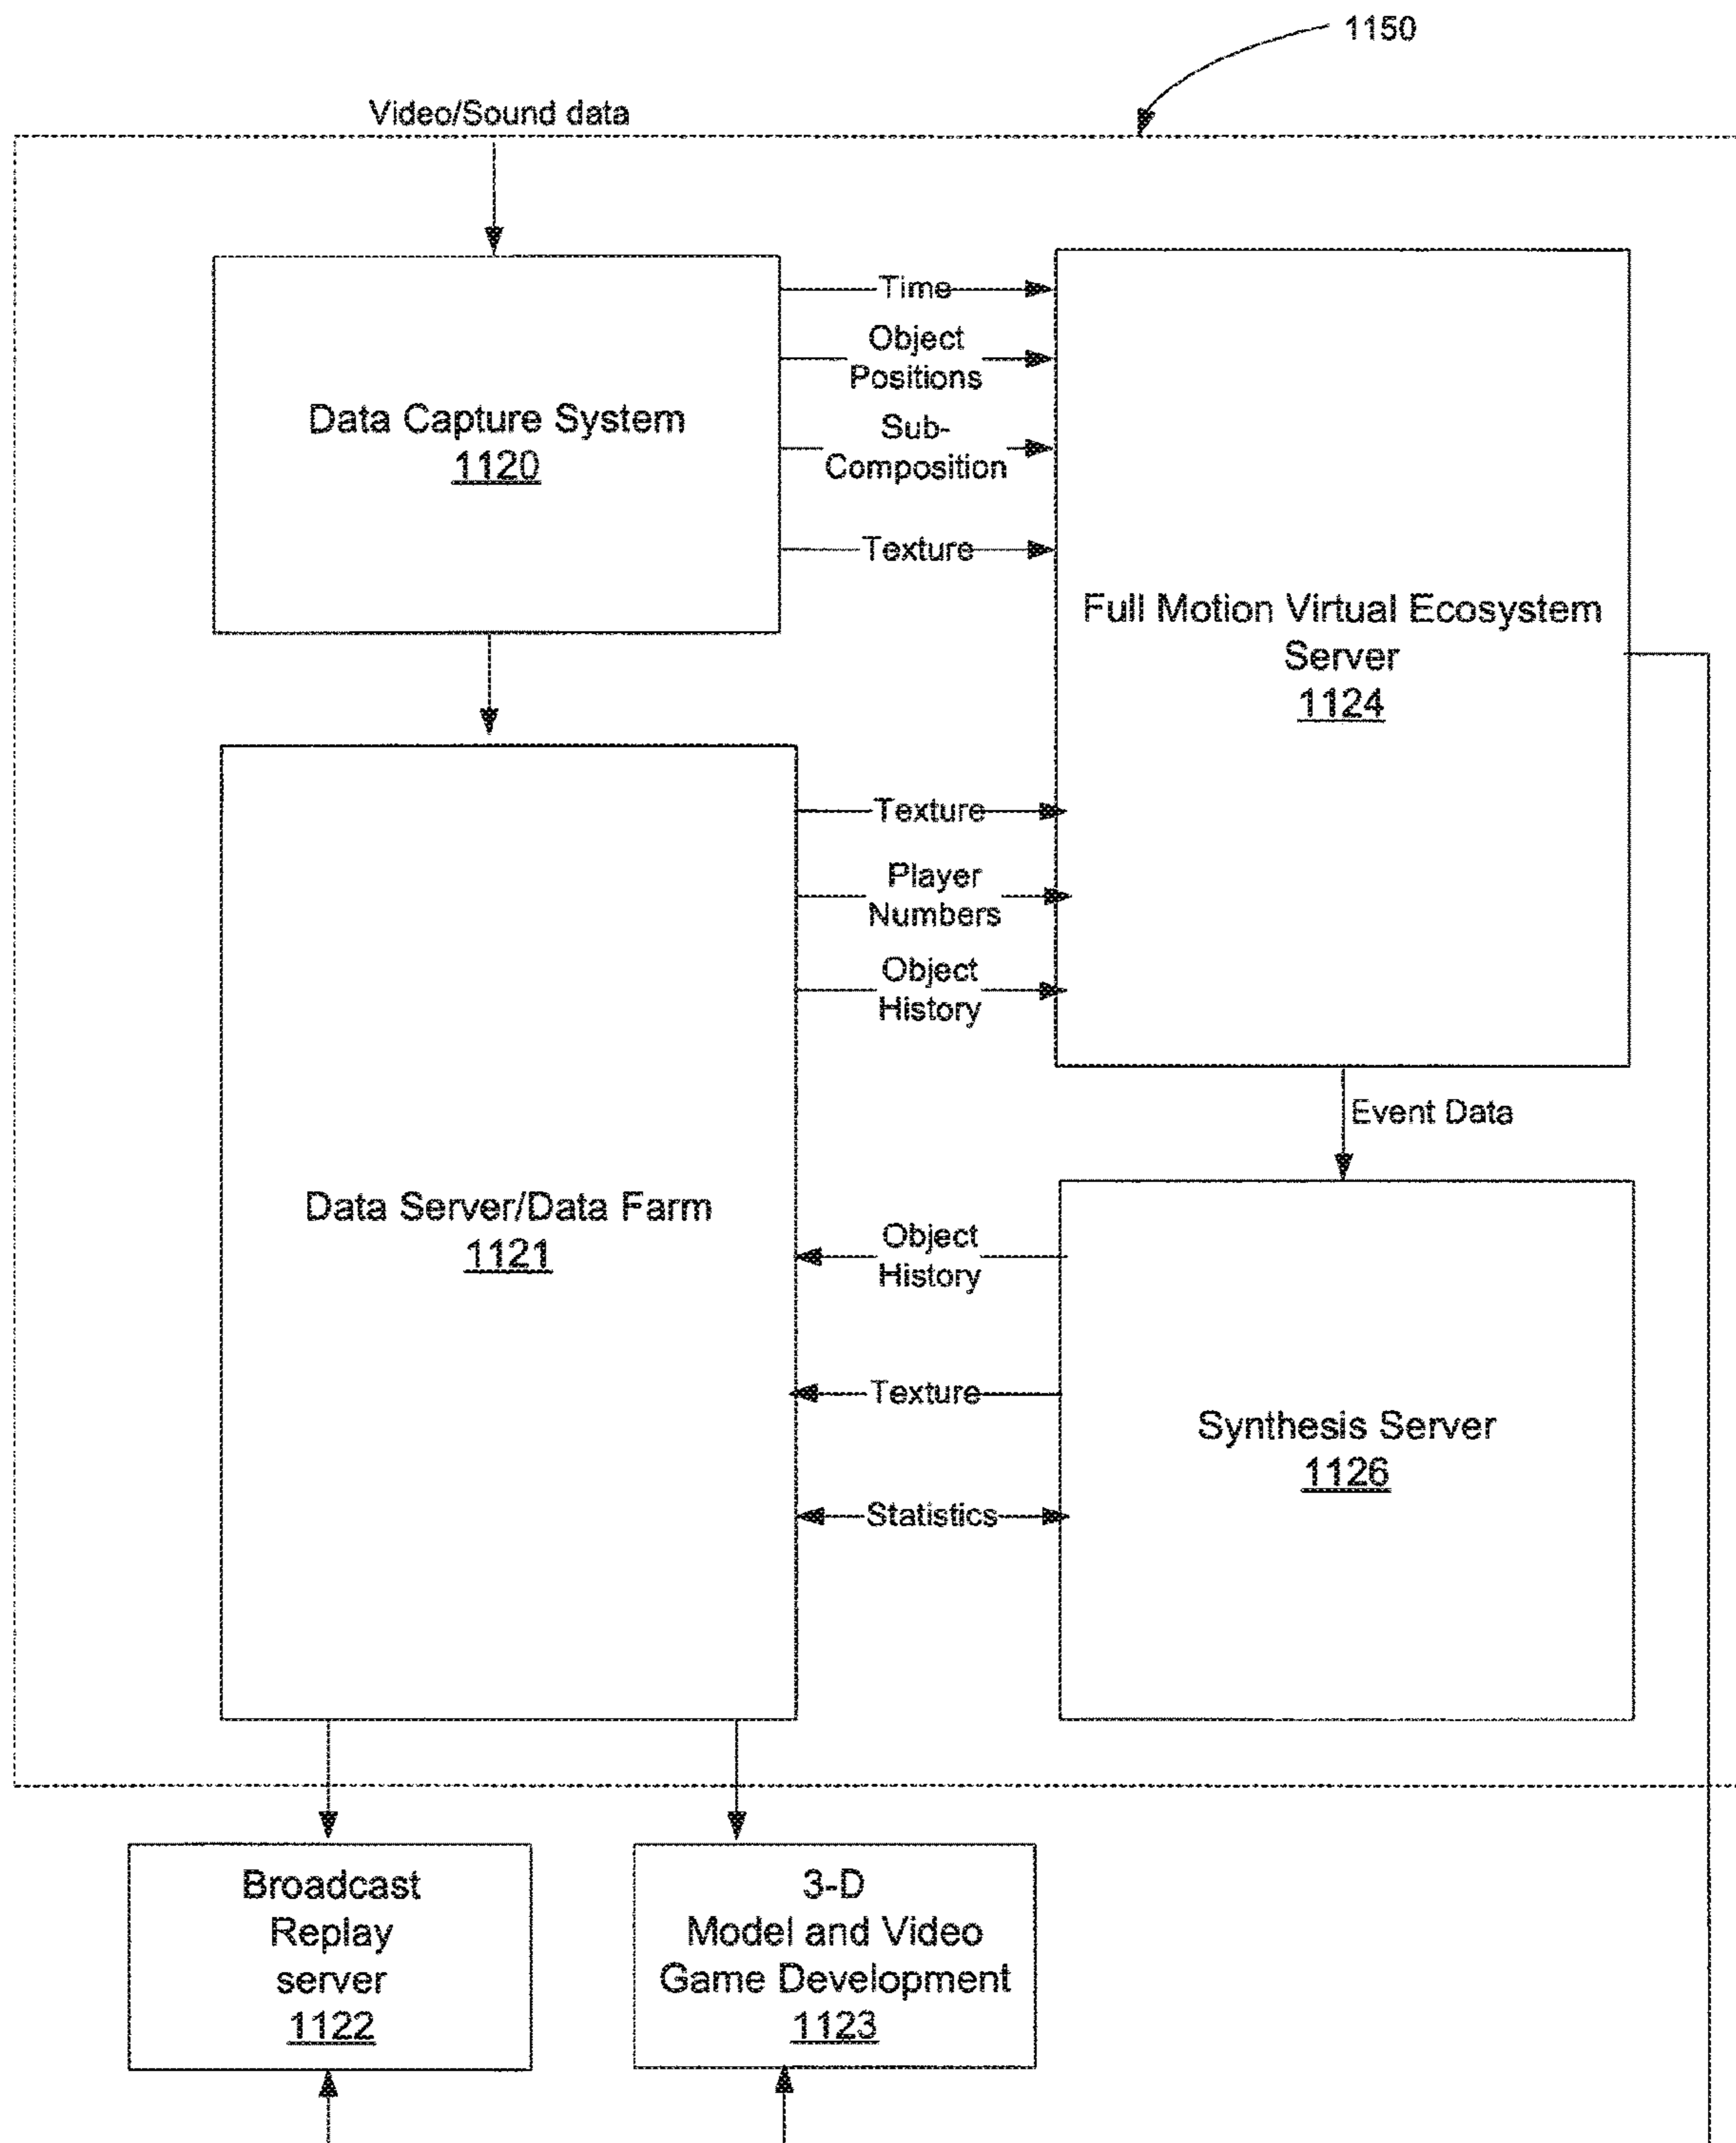 1150
Video/Sound data
Data Capture System
1120
Time
Object
Positions
Sub-
Composition
Texture
Full Motion Virtual Ecosystem
Server
1124
Texture
Player
Numbers
Object
History
Event Data
Data Server/Data Farm
1121
Object
History
Texture
Statistics
Synthesis Server
1126
Broadcast
Replay
server
1122
3-D
Model and Video
Game Development
1123